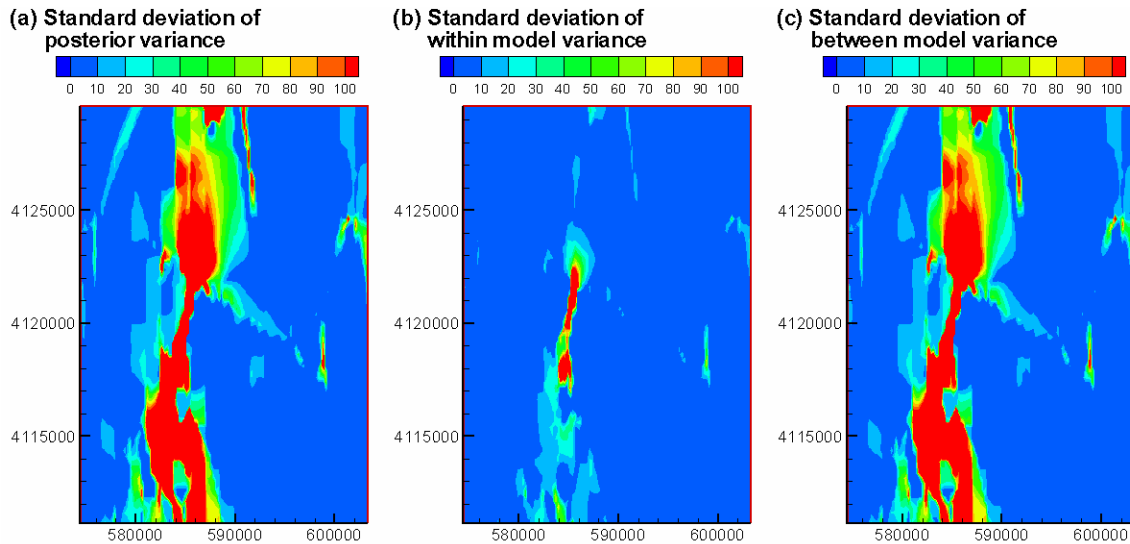 (a) Standard deviation of
posterior variance
0 10 20 30 40 50 60 70 80 90 100
4125000
4120000
4115000
580000 590000 600000
(b) Standard deviation of
within model variance
0 10 20 30 40 50 60 70 80 90 100
580000 590000 600000
(c) Standard deviation of
between model variance
0 10 20 30 40 50 60 70 80 90 100
4125000
4120000
4115000
580000 590000 600000